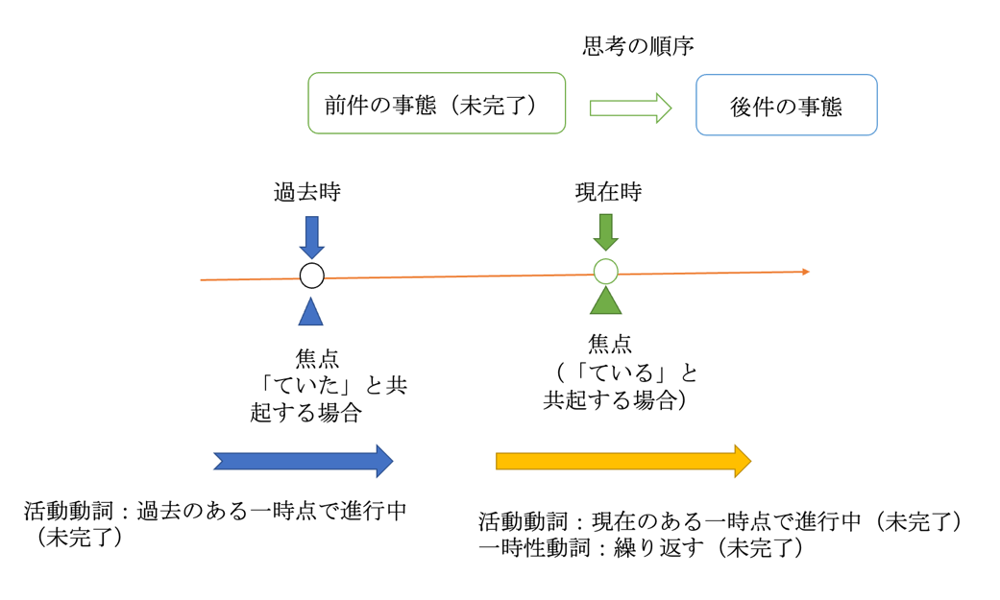 思考の順序
前件の事態（未完了）
後件の事態
過去時
現在時
焦点
「ていた」と共
起する場合
焦点
（「ている」と
共起する場合）
活動動詞：過去のある一時点で進行中
（未完了）
活動動詞：現在のある一時点で進行中（未完了）
一時性動詞：繰り返す（未完了）